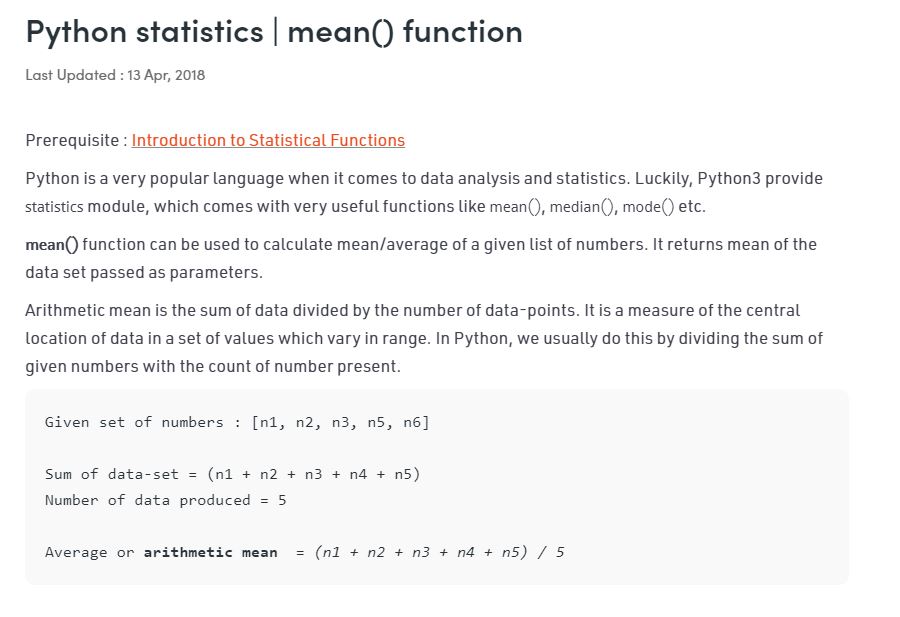 Python statistics | mean() function
Last Updated : 13 Apr, 2018
Prerequisite : Introduction to Statistical Functions
Python is a very popular language when it comes to data analysis and statistics. Luckily, Python3 provide
statistics module, which comes with very useful functions like mean(), median(), mode() etc.
mean() function can be used to calculate mean/average of a given list of numbers. It returns mean of the
data set passed as parameters.
Arithmetic mean is the sum of data divided by the number of data-points. It is a measure of the central
location of data in a set of values which vary in range. In Python, we usually do this by dividing the sum of
given numbers with the count of number present.
Given set of numbers : [n1, n2, n3, n5, n6]
Sum of data-set = (n1 + n2 + n3 + n4 + n5)
Number of data produced = 5
Average or arithmetic mean = (n1 + n2 + n3 + n4 + n5) / 5